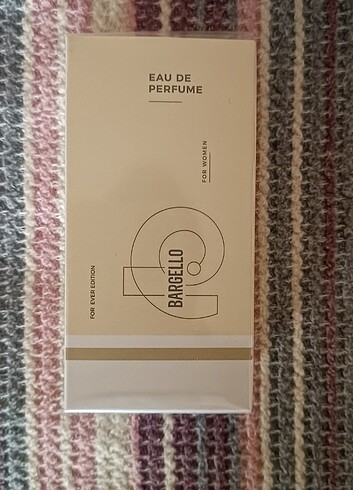 EAU DE
PERFUME
FOR WOMEN
BARGELLO
FOR EVER EDITION